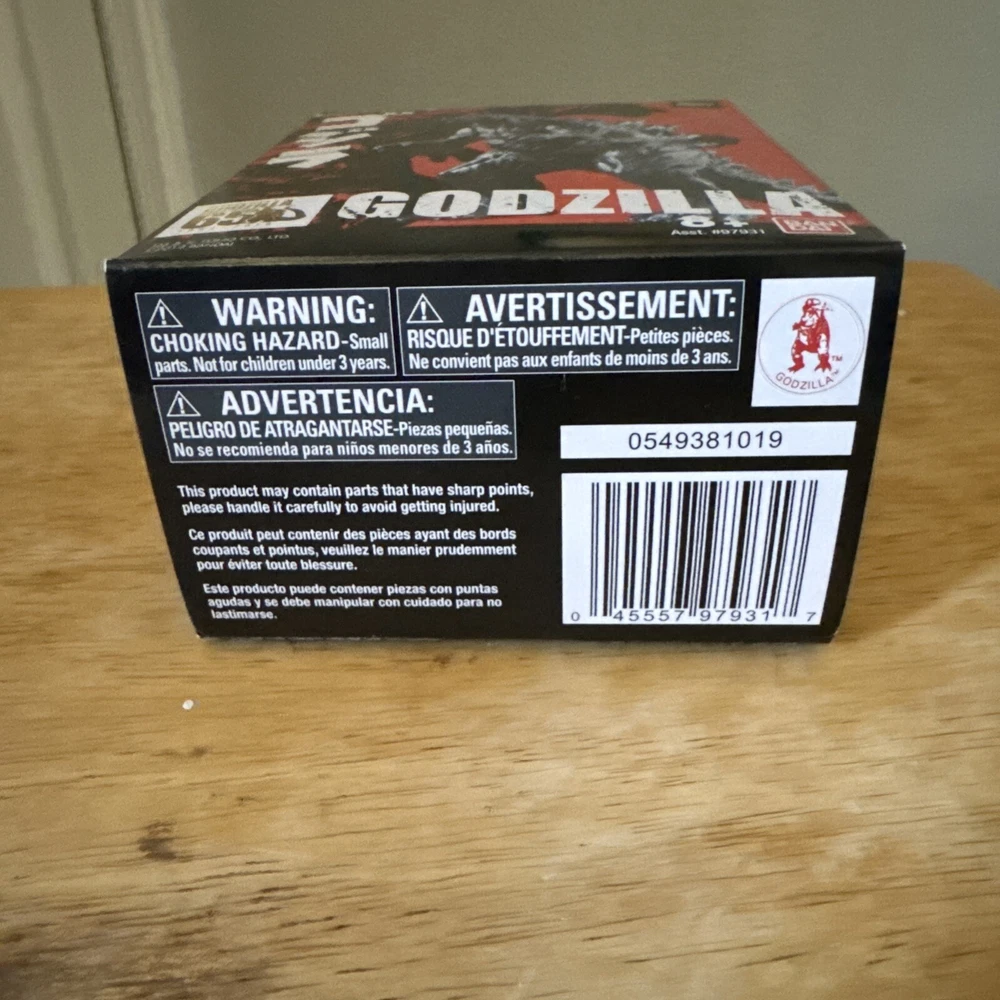 GODZILLA
8+
Asst. #97931
BAN
DAI
WARNING:
CHOKING HAZARD-Small
parts. Not for children under 3 years.
AVERTISSEMENT:
RISQUE D'ÉTOUFFEMENT-Petites pièces.
Ne convient pas aux enfants de moins de 3 ans.
ADVERTENCIA:
PELIGRO DE ATRAGANTARSE-Piezas pequeñas.
No se recomienda para niños menores de 3 años.
GODZILLA™
TM
0549381019
This product may contain parts that have sharp points,
please handle it carefully to avoid getting injured.
Ce produit peut contenir des pièces ayant des bords
coupants et pointus, veuillez le manier prudemment
pour éviter toute blessure.
Este producto puede contener piezas con puntas
agudas y se debe manipular con cuidado para no
lastimarse.
0 45557 97931 7